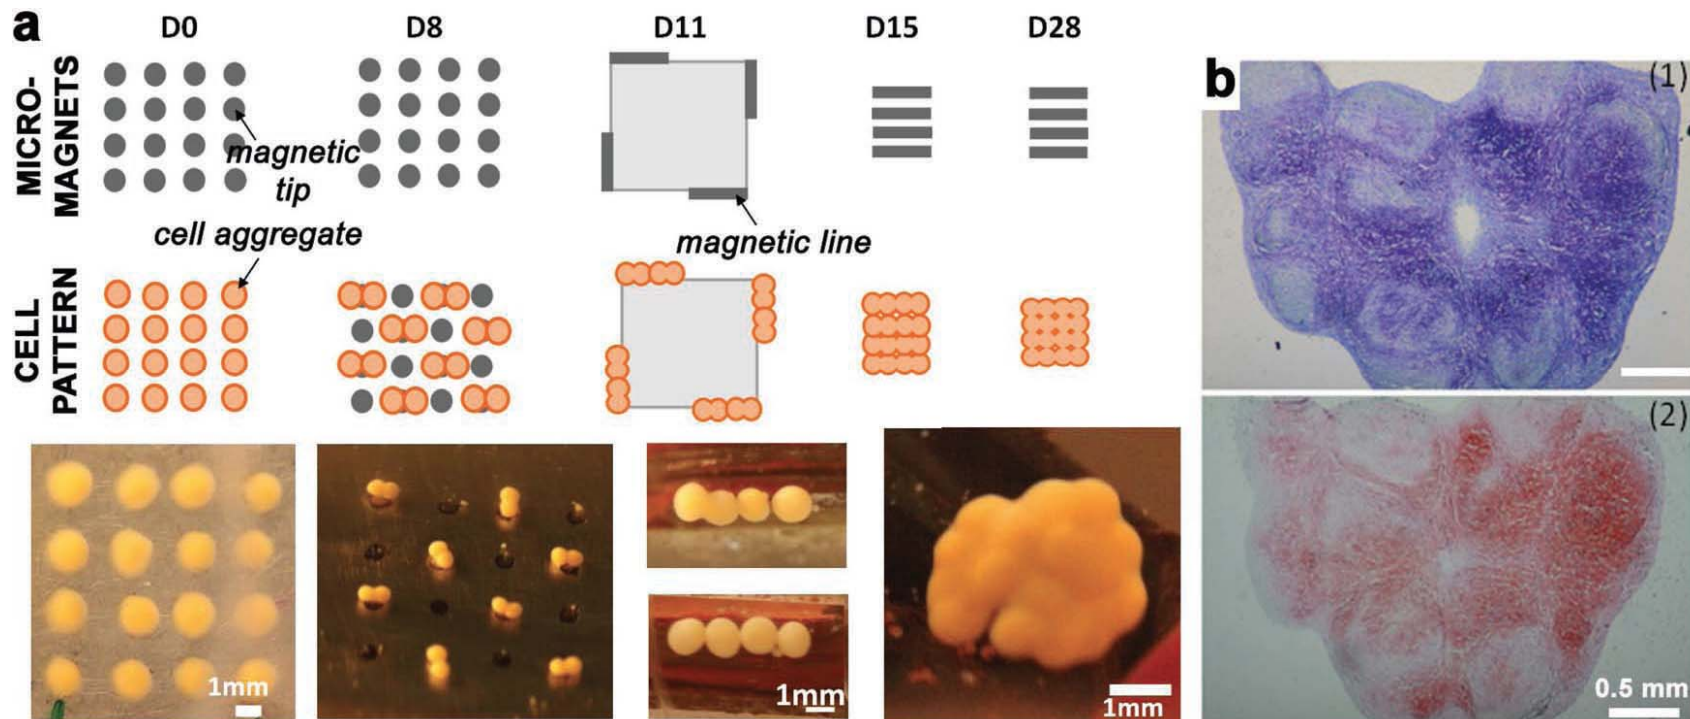 a
D0 D8 D11 D15 D28
MICRO-
MAGNETS
magnetic
tip
cell aggregate
magnetic line
CELL
PATTERN
1mm
1mm
1mm
b
(1)
(2)
0.5 mm